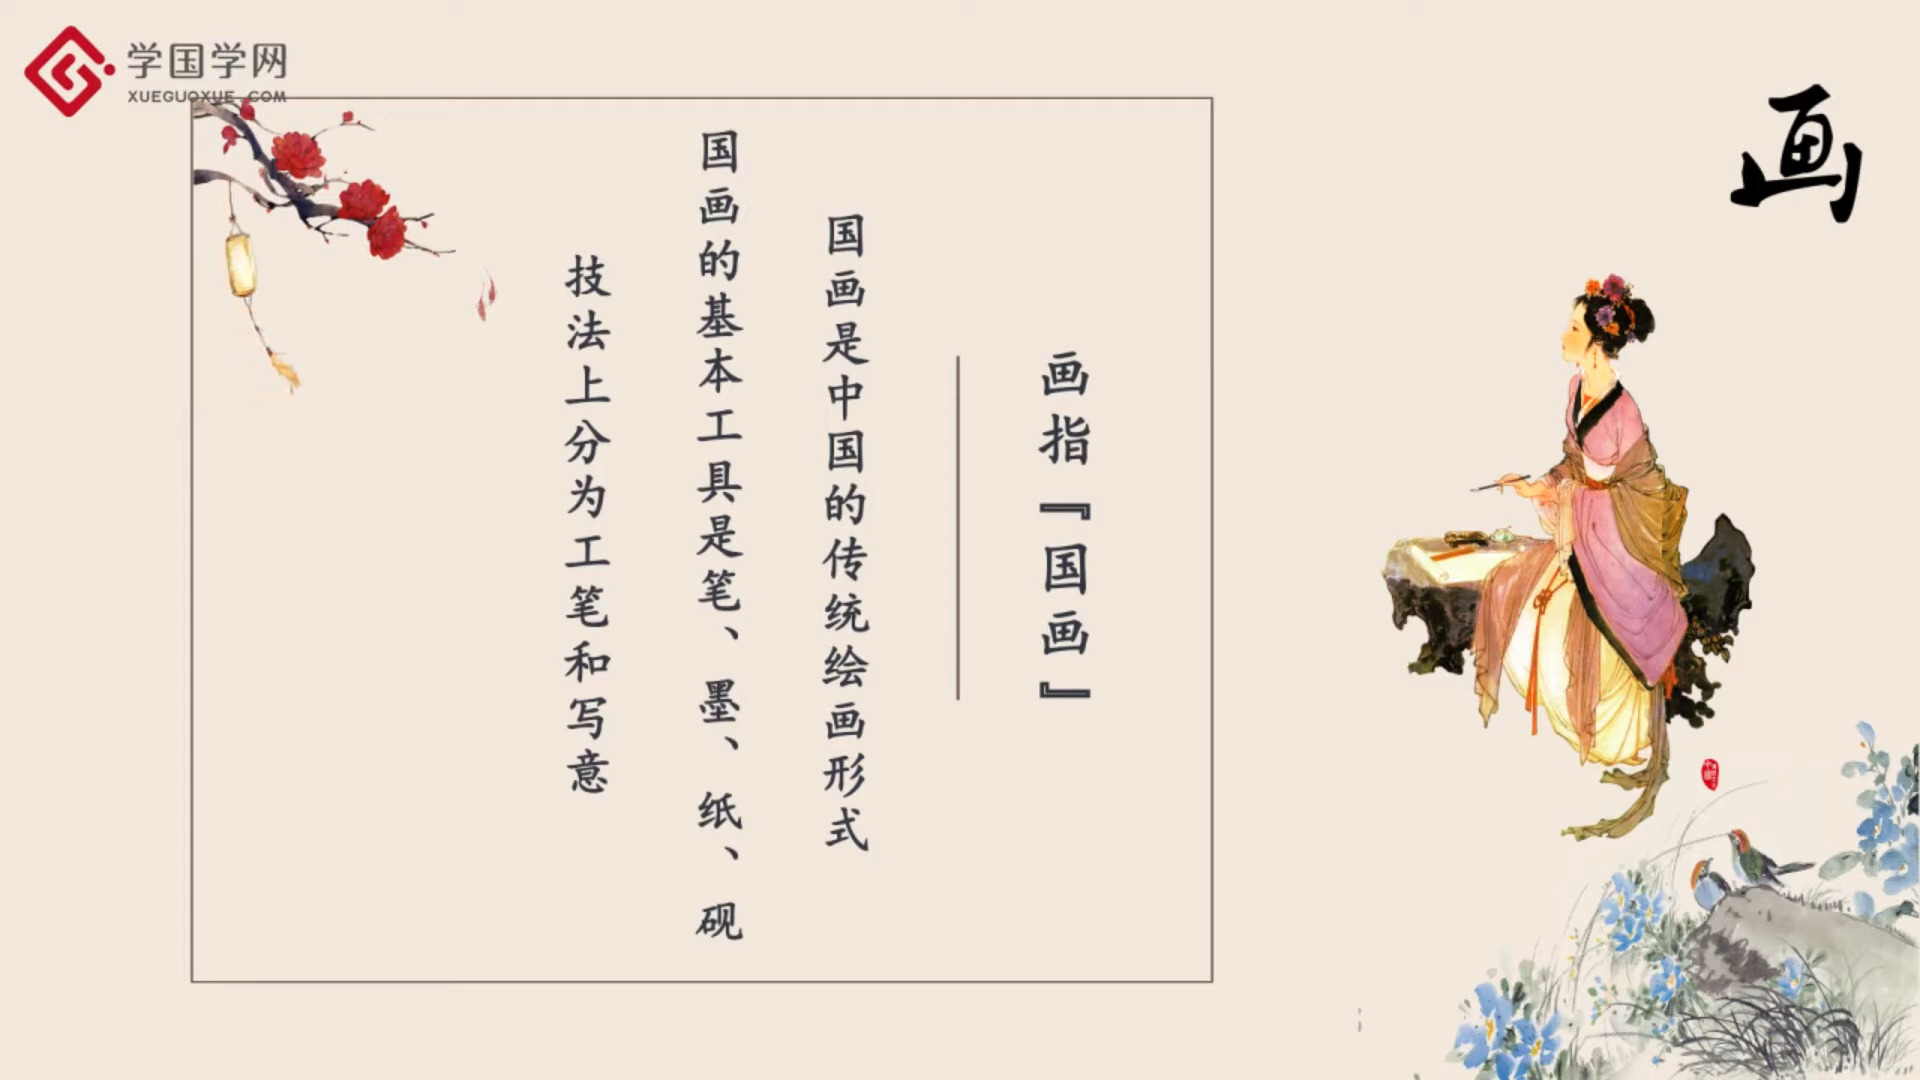 学国学网
XUEGUOXUE.COM
画
画指『国画』
国画是中国的传统绘画形式
国画的基本工具是笔、墨、纸、砚
技法上分为工笔和写意